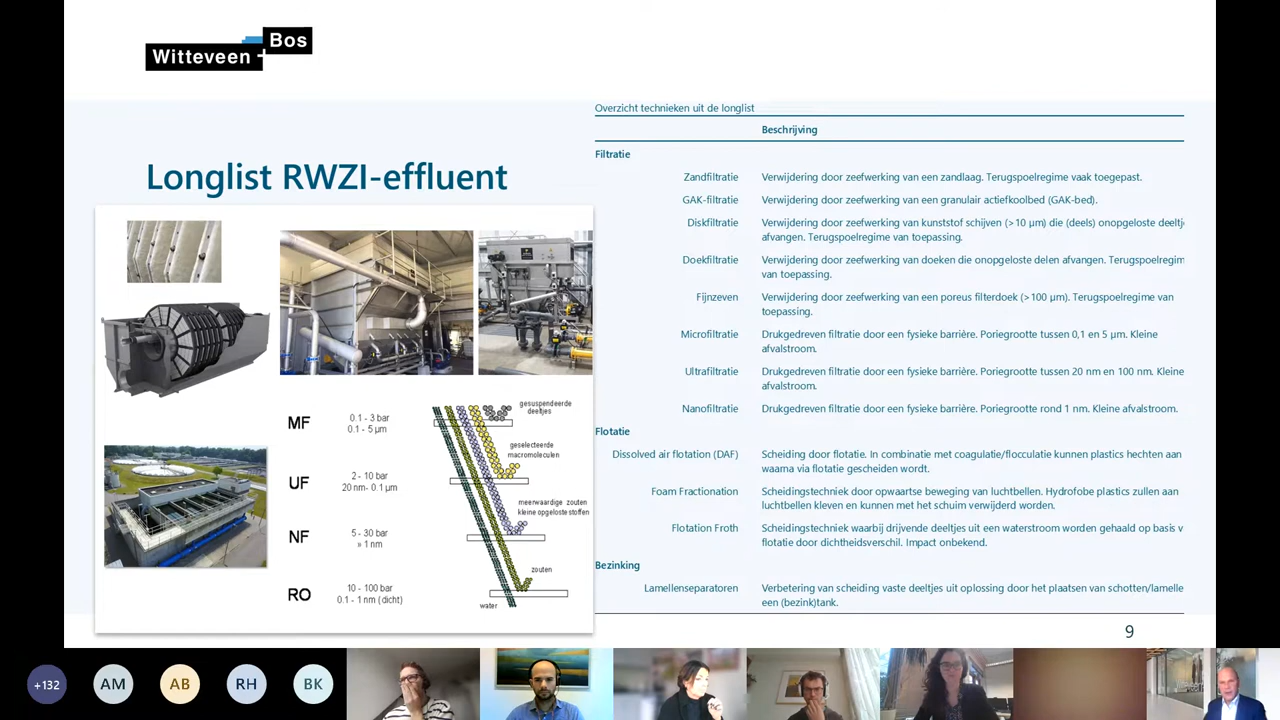 Witteveen
Bos
Longlist RWZI-effluent
MF
0.1 - 3 bar
0.1 - 5 µm
UF
2 - 10 bar
20 nm- 0.1 µm
NF
5 - 30 bar
» 1 nm
RO
10 - 100 bar
0.1 - 1 nm (dicht)
gesuspendeerde
deeltjes
geselecteerde
macromoleculen
meerwaardige zouten
kleine opgeloste stoffen
zouten
water
Overzicht technieken uit de longlist
Beschrijving
Filtratie
Zandfiltratie Verwijdering door zeefwerking van een zandlaag. Terugspoelregime vaak toegepast.
GAK-filtratie Verwijdering door zeefwerking van een granulair actiefkoolbed (GAK-bed).
Diskfiltratie Verwijdering door zeefwerking van kunststof schijven (>10 µm) die (deels) onopgeloste deeltj
afvangen. Terugspoelregime van toepassing.
Doekfiltratie Verwijdering door zeefwerking van doeken die onopgeloste delen afvangen. Terugspoelregim
van toepassing.
Fijnzeven Verwijdering door zeefwerking van een poreus filterdoek (>100 µm). Terugspoelregime van
toepassing.
Microfiltratie Drukgedreven filtratie door een fysieke barrière. Poriegrootte tussen 0,1 en 5 µm. Kleine
afvalstroom.
Ultrafiltratie Drukgedreven filtratie door een fysieke barrière. Poriegrootte tussen 20 nm en 100 nm. Kleine
afvalstroom.
Nanofiltratie Drukgedreven filtratie door een fysieke barrière. Poriegrootte rond 1 nm. Kleine afvalstroom.
Flotatie
Dissolved air flotation (DAF) Scheiding door flotatie. In combinatie met coagulatie/flocculatie kunnen plastics hechten aan
waarna via flotatie gescheiden wordt.
Foam Fractionation Scheidingstechniek door opwaartse beweging van luchtbellen. Hydrofobe plastics zullen aan
luchtbellen kleven en kunnen met het schuim verwijderd worden.
Flotation Froth Scheidingstechniek waarbij drijvende deeltjes uit een waterstroom worden gehaald op basis v
flotatie door dichtheidsverschil. Impact onbekend.
Bezinking
Lamellenseparatoren Verbetering van scheiding vaste deeltjes uit oplossing door het plaatsen van schotten/lamelle
een (bezink)tank.
9
+132
AM
AB
RH
BK